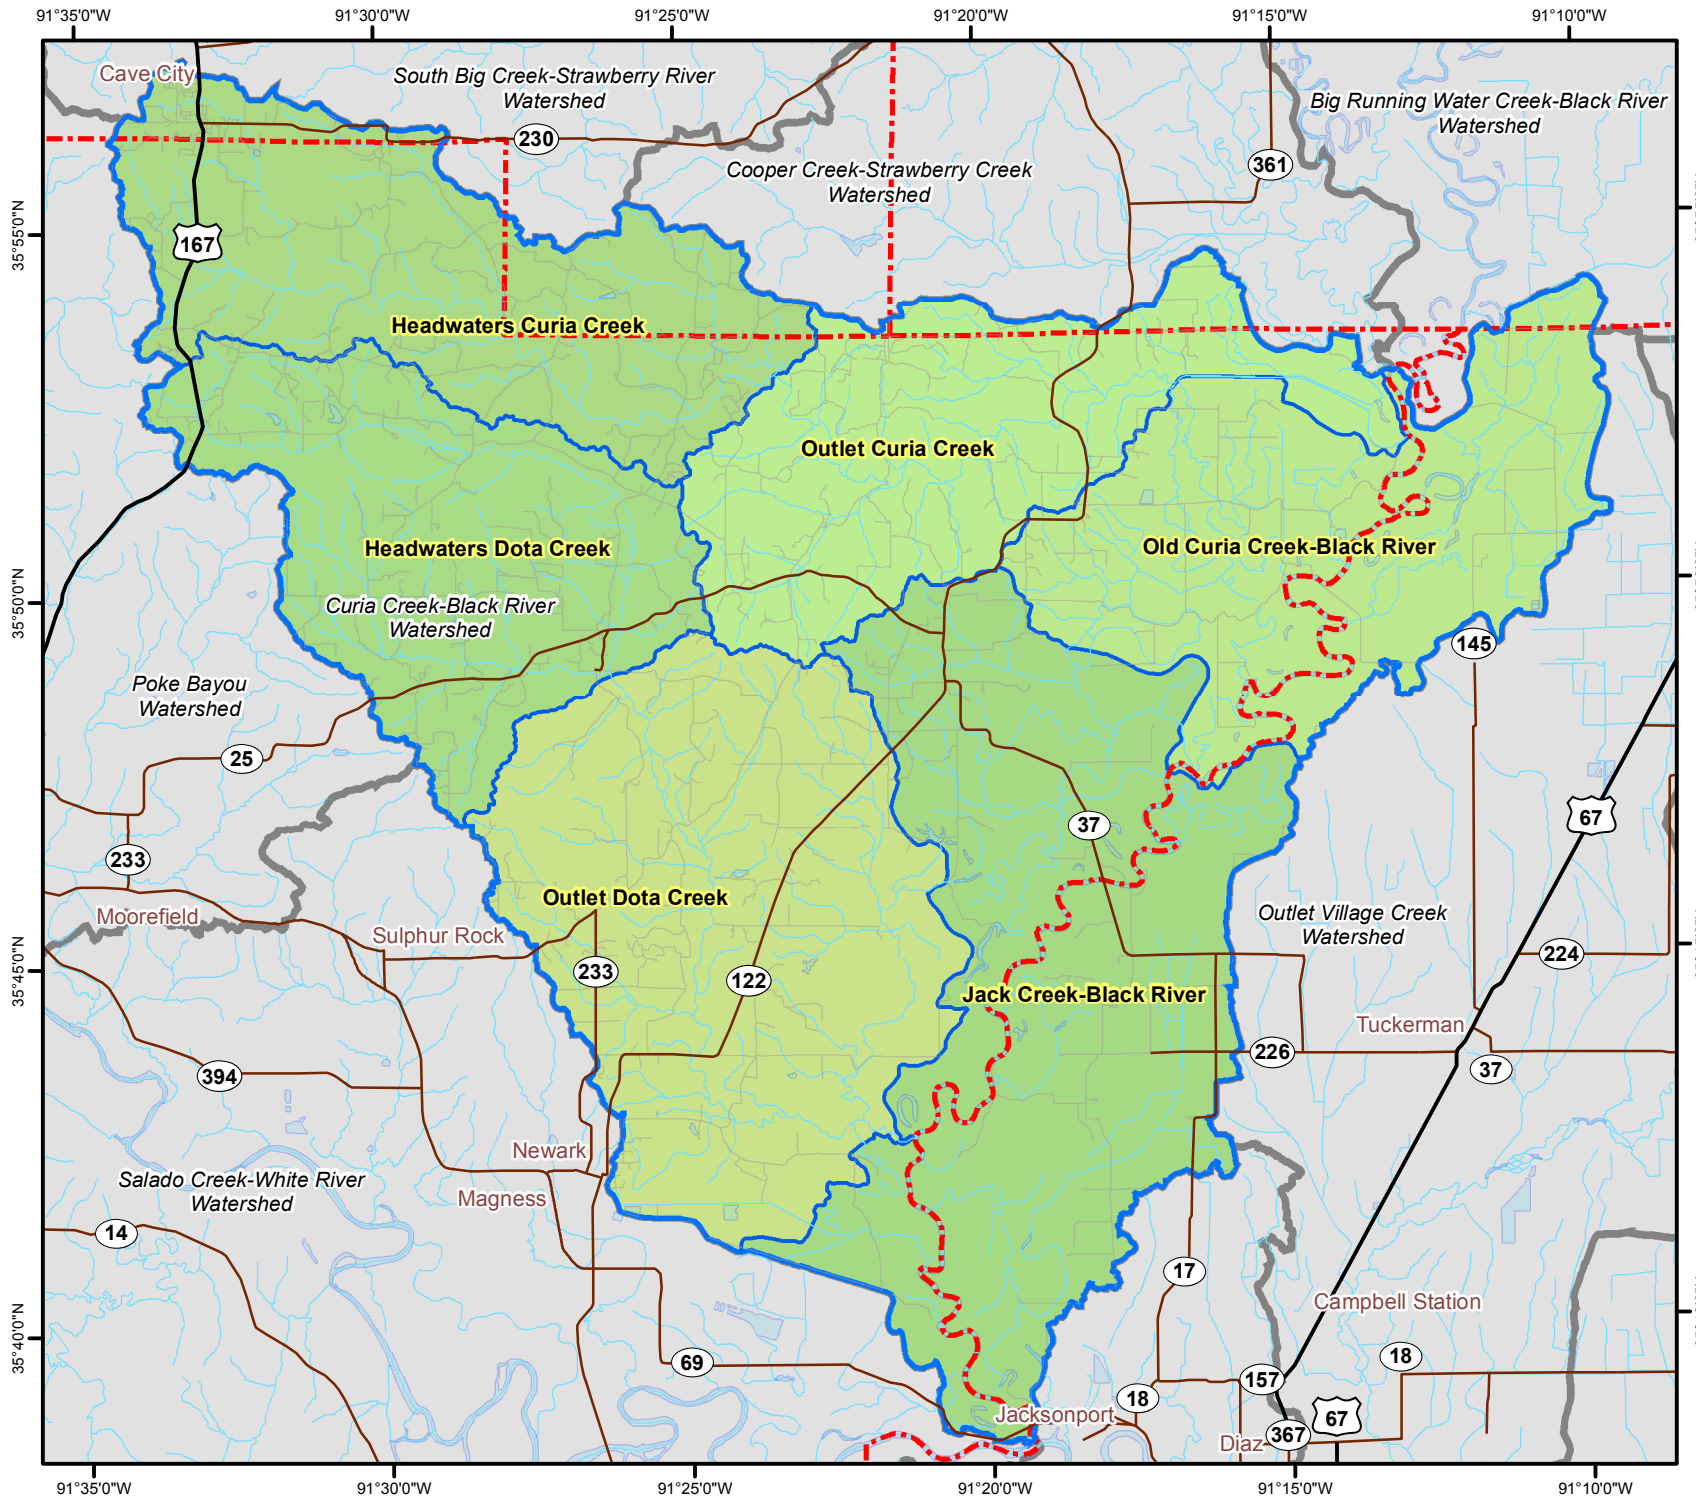 91°35'0"W
91°30'0"W
91°25'0"W
91°20'0"W
91°15'0"W
91°10'0"W
Cave City
South Big Creek-Strawberry River
Watershed
Big Running Water Creek-Black River
Watershed
230
361
Cooper Creek-Strawberry Creek
Watershed
35°55'0"N
167
Headwaters Curia Creek
Outlet Curia Creek
Headwaters Dota Creek
Old Curia Creek-Black River
35°50'0"N
Curia Creek-Black River
Watershed
145
Poke Bayou
Watershed
25
67
37
233
Outlet Dota Creek
Moorefield
Sulphur Rock
Outlet Village Creek
Watershed
35°45'0"N
233
122
224
Jack Creek-Black River
Tuckerman
226
37
394
Newark
Salado Creek-White River
Watershed
Magness
14
17
Campbell Station
35°40'0"N
69
18
157
18
Jacksonport
67
Diaz
367
91°35'0"W
91°30'0"W
91°25'0"W
91°20'0"W
91°15'0"W
91°10'0"W